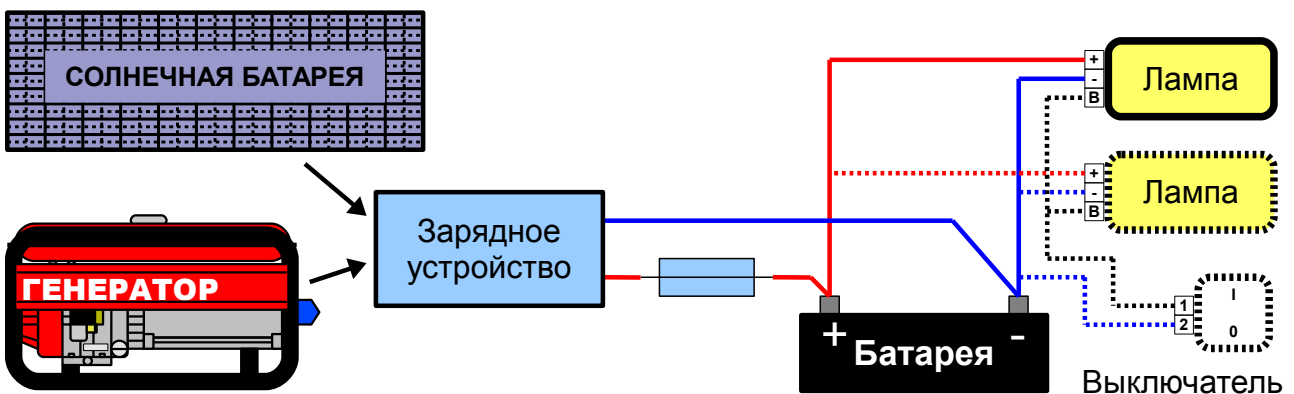 СОЛНЕЧНАЯ БАТАРЕЯ
ГЕНЕРАТОР
Зарядное
устройство
+ Батарея -
+
-
В
Лампа
+
-
В
Лампа
1
2
I
0
Выключатель